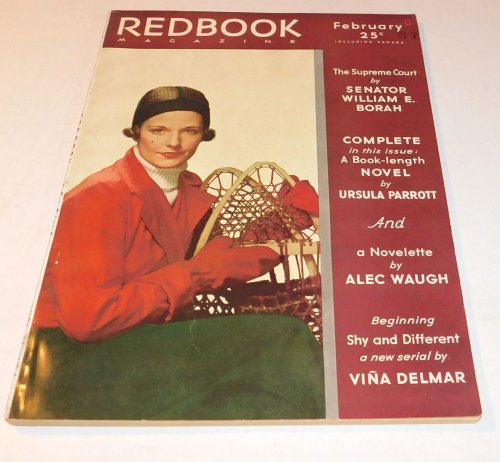 REDBOOK
MAGAZINE
February
25c
INCLUDING CANADA
The Supreme Court
by
SENATOR
WILLIAM E.
BORAH
COMPLETE
in this issue:
A Book-length
NOVEL
by
URSULA PARROTT
And
a Novelette
by
ALEC WAUGH
Beginning
Shy and Different
a new serial by
VIÑA DELMAR